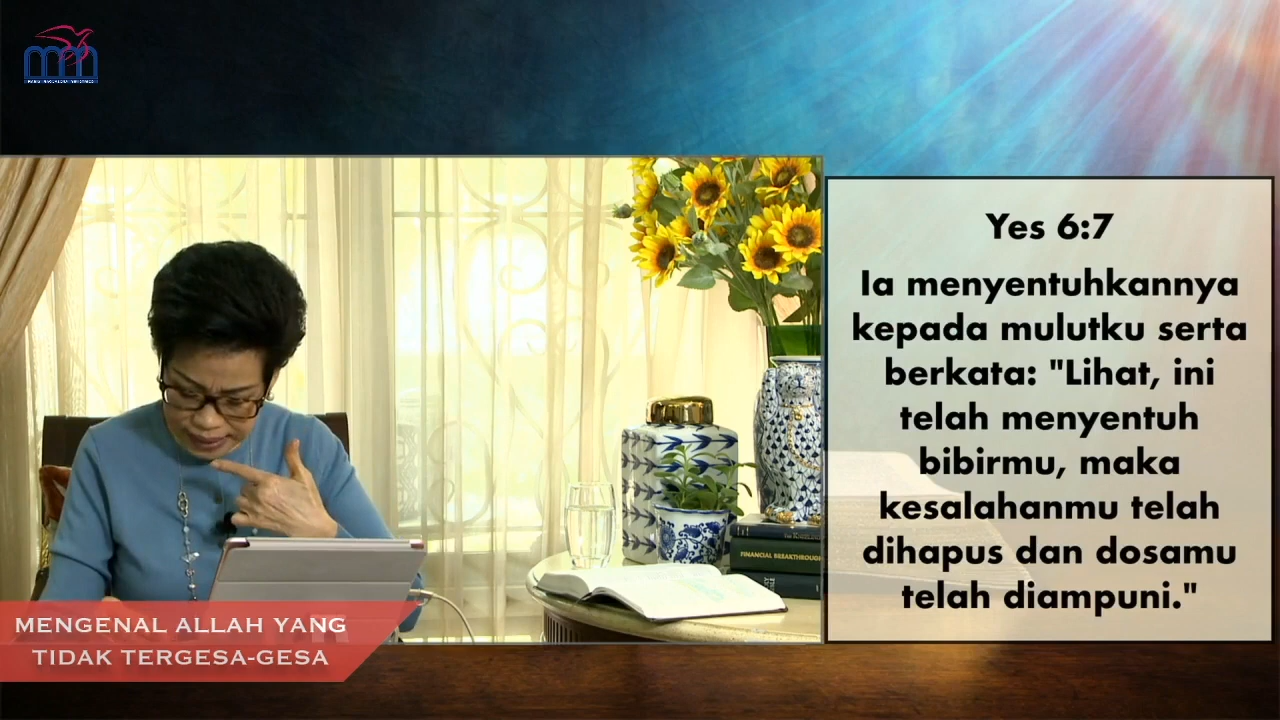 Yes 6:7
Ia menyentuhkannya
kepada mulutku serta
berkata: "Lihat, ini
telah menyentuh
bibirmu, maka
kesalahanmu telah
dihapus dan dosamu
telah diampuni."
FINANCIAL BREAKTHROUGH
MENGENAL ALLAH YANG
TIDAK TERGESA-GESA